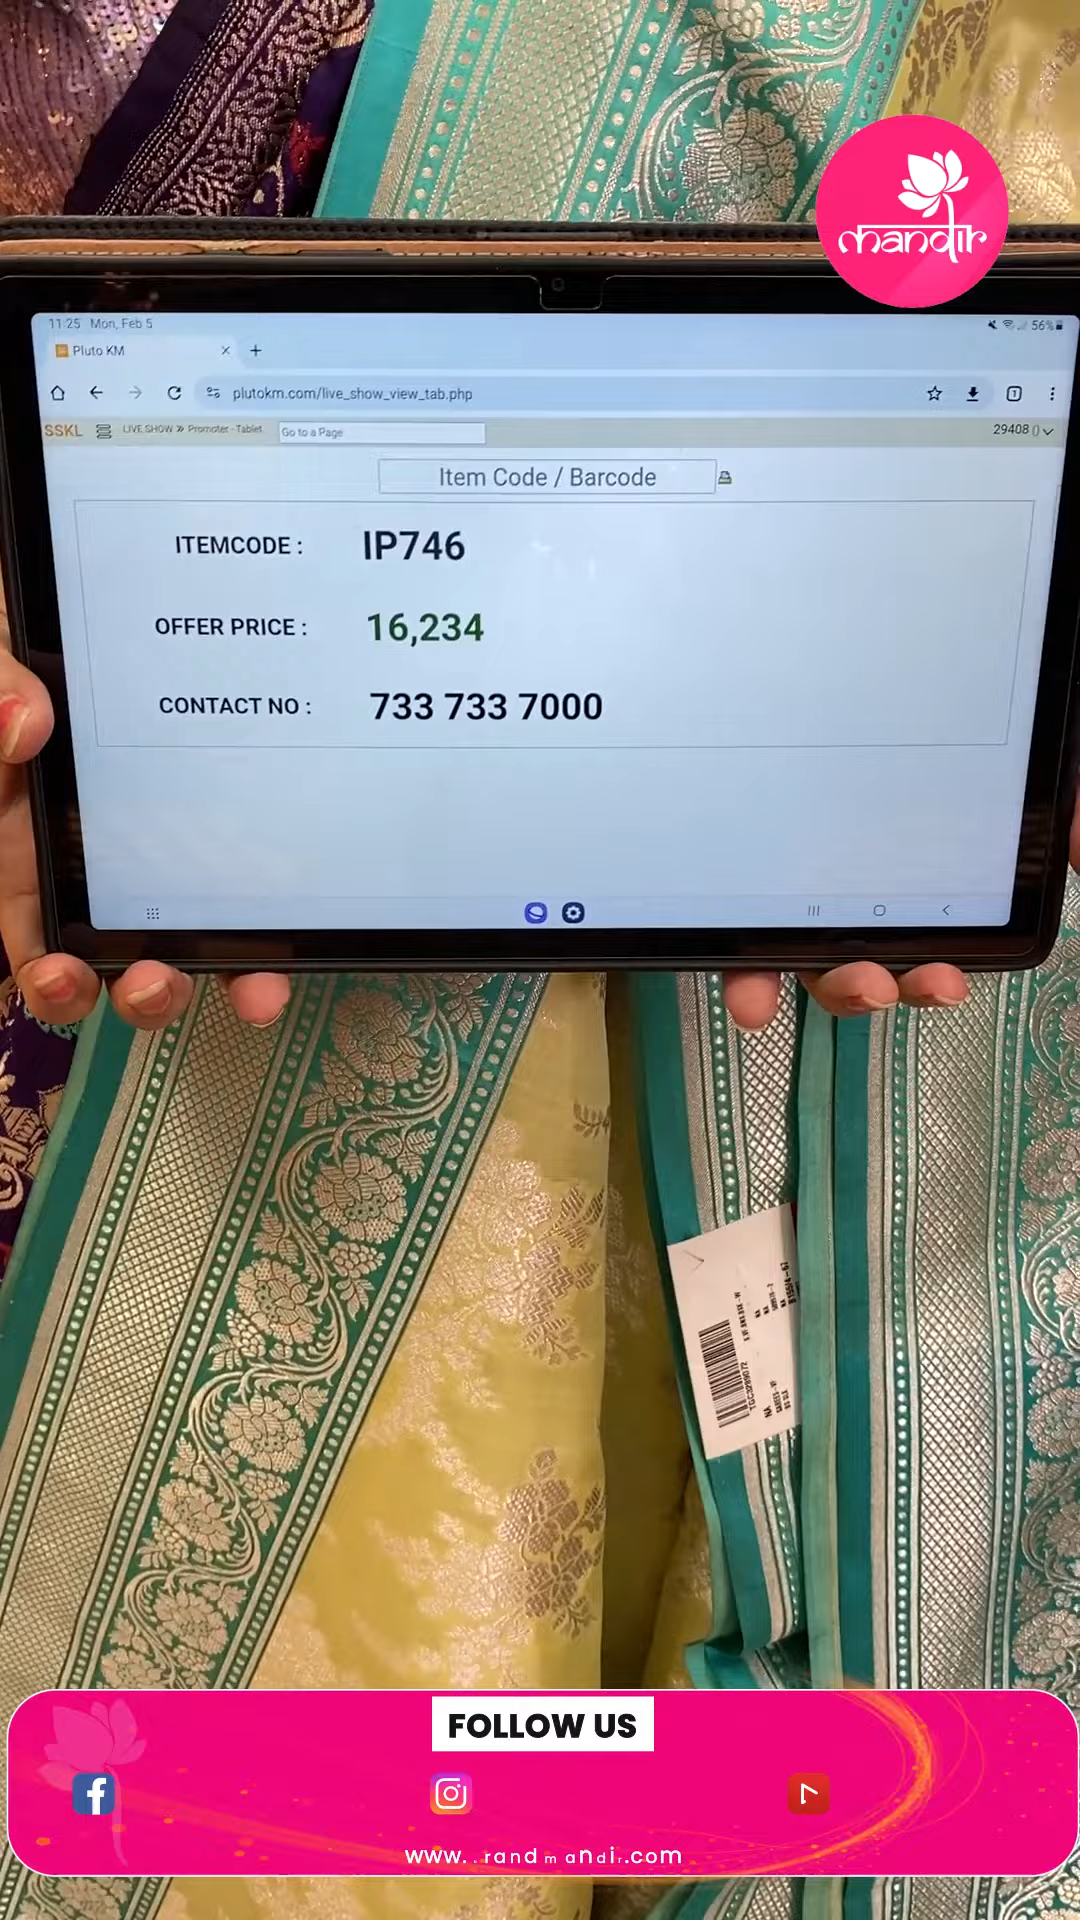 mandir
11:25 Mon, Feb 5
56%
Pluto KM
plutokm.com/live_show_view_tab.php
SSKL
LIVE SHOW » Promoter - Tablet
Go to a Page
29408 ()
Item Code / Barcode
ITEMCODE : IP746
OFFER PRICE : 16,234
CONTACT NO : 733 733 7000
TGC3289072
NA
FOLLOW US